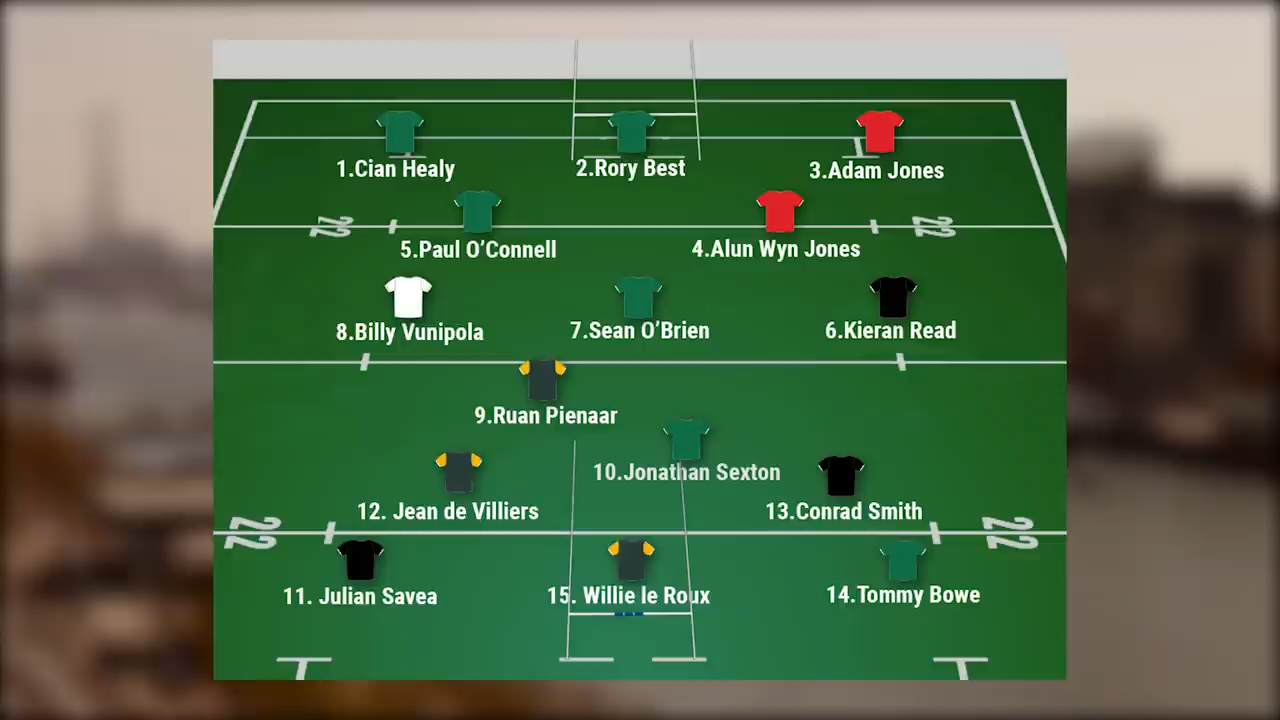 1.Cian Healy
2.Rory Best
3.Adam Jones
5.Paul O’Connell
4.Alun Wyn Jones
22
22
8.Billy Vunipola
7.Sean O’Brien
6.Kieran Read
9.Ruan Pienaar
10.Jonathan Sexton
12. Jean de Villiers
13.Conrad Smith
22
22
11. Julian Savea
15. Willie le Roux
14.Tommy Bowe